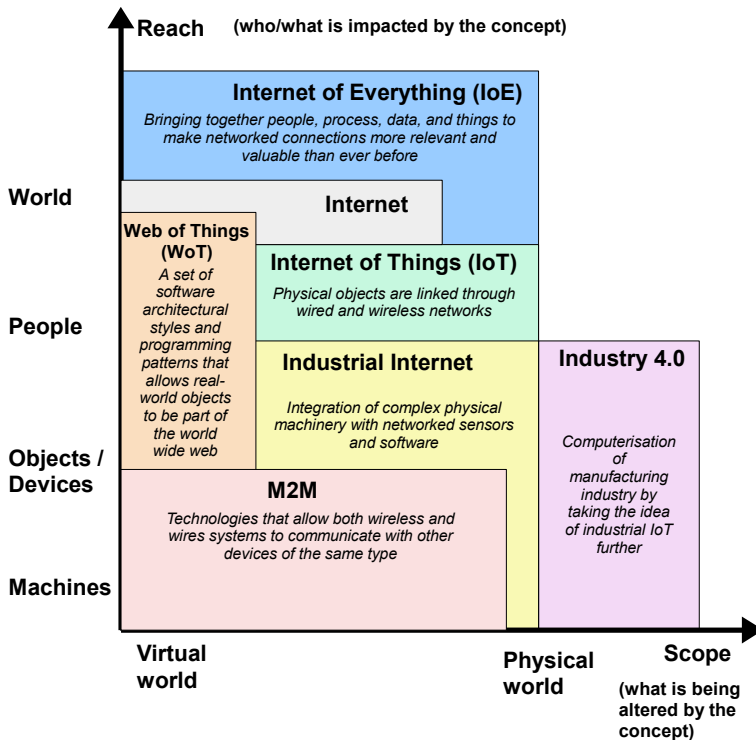 Reach
(who/what is impacted by the concept)
Internet of Everything (IoE)
Bringing together people, process, data, and things to
make networked connections more relevant and
valuable than ever before
World
Internet
Web of Things
(WoT)
A set of
software
architectural
styles and
programming
patterns that
allows real-
world objects
to be part of
the world
wide web
Internet of Things (IoT)
Physical objects are linked through
wired and wireless networks
People
Industrial Internet
Integration of complex physical
machinery with networked sensors
and software
Industry 4.0
Computerisation
of
manufacturing
industry by
taking the idea
of industrial IoT
further
Objects /
Devices
M2M
Technologies that allow both wireless and
wires systems to communicate with other
devices of the same type
Machines
Virtual
world
Physical
world
Scope
(what is being
altered by the
concept)